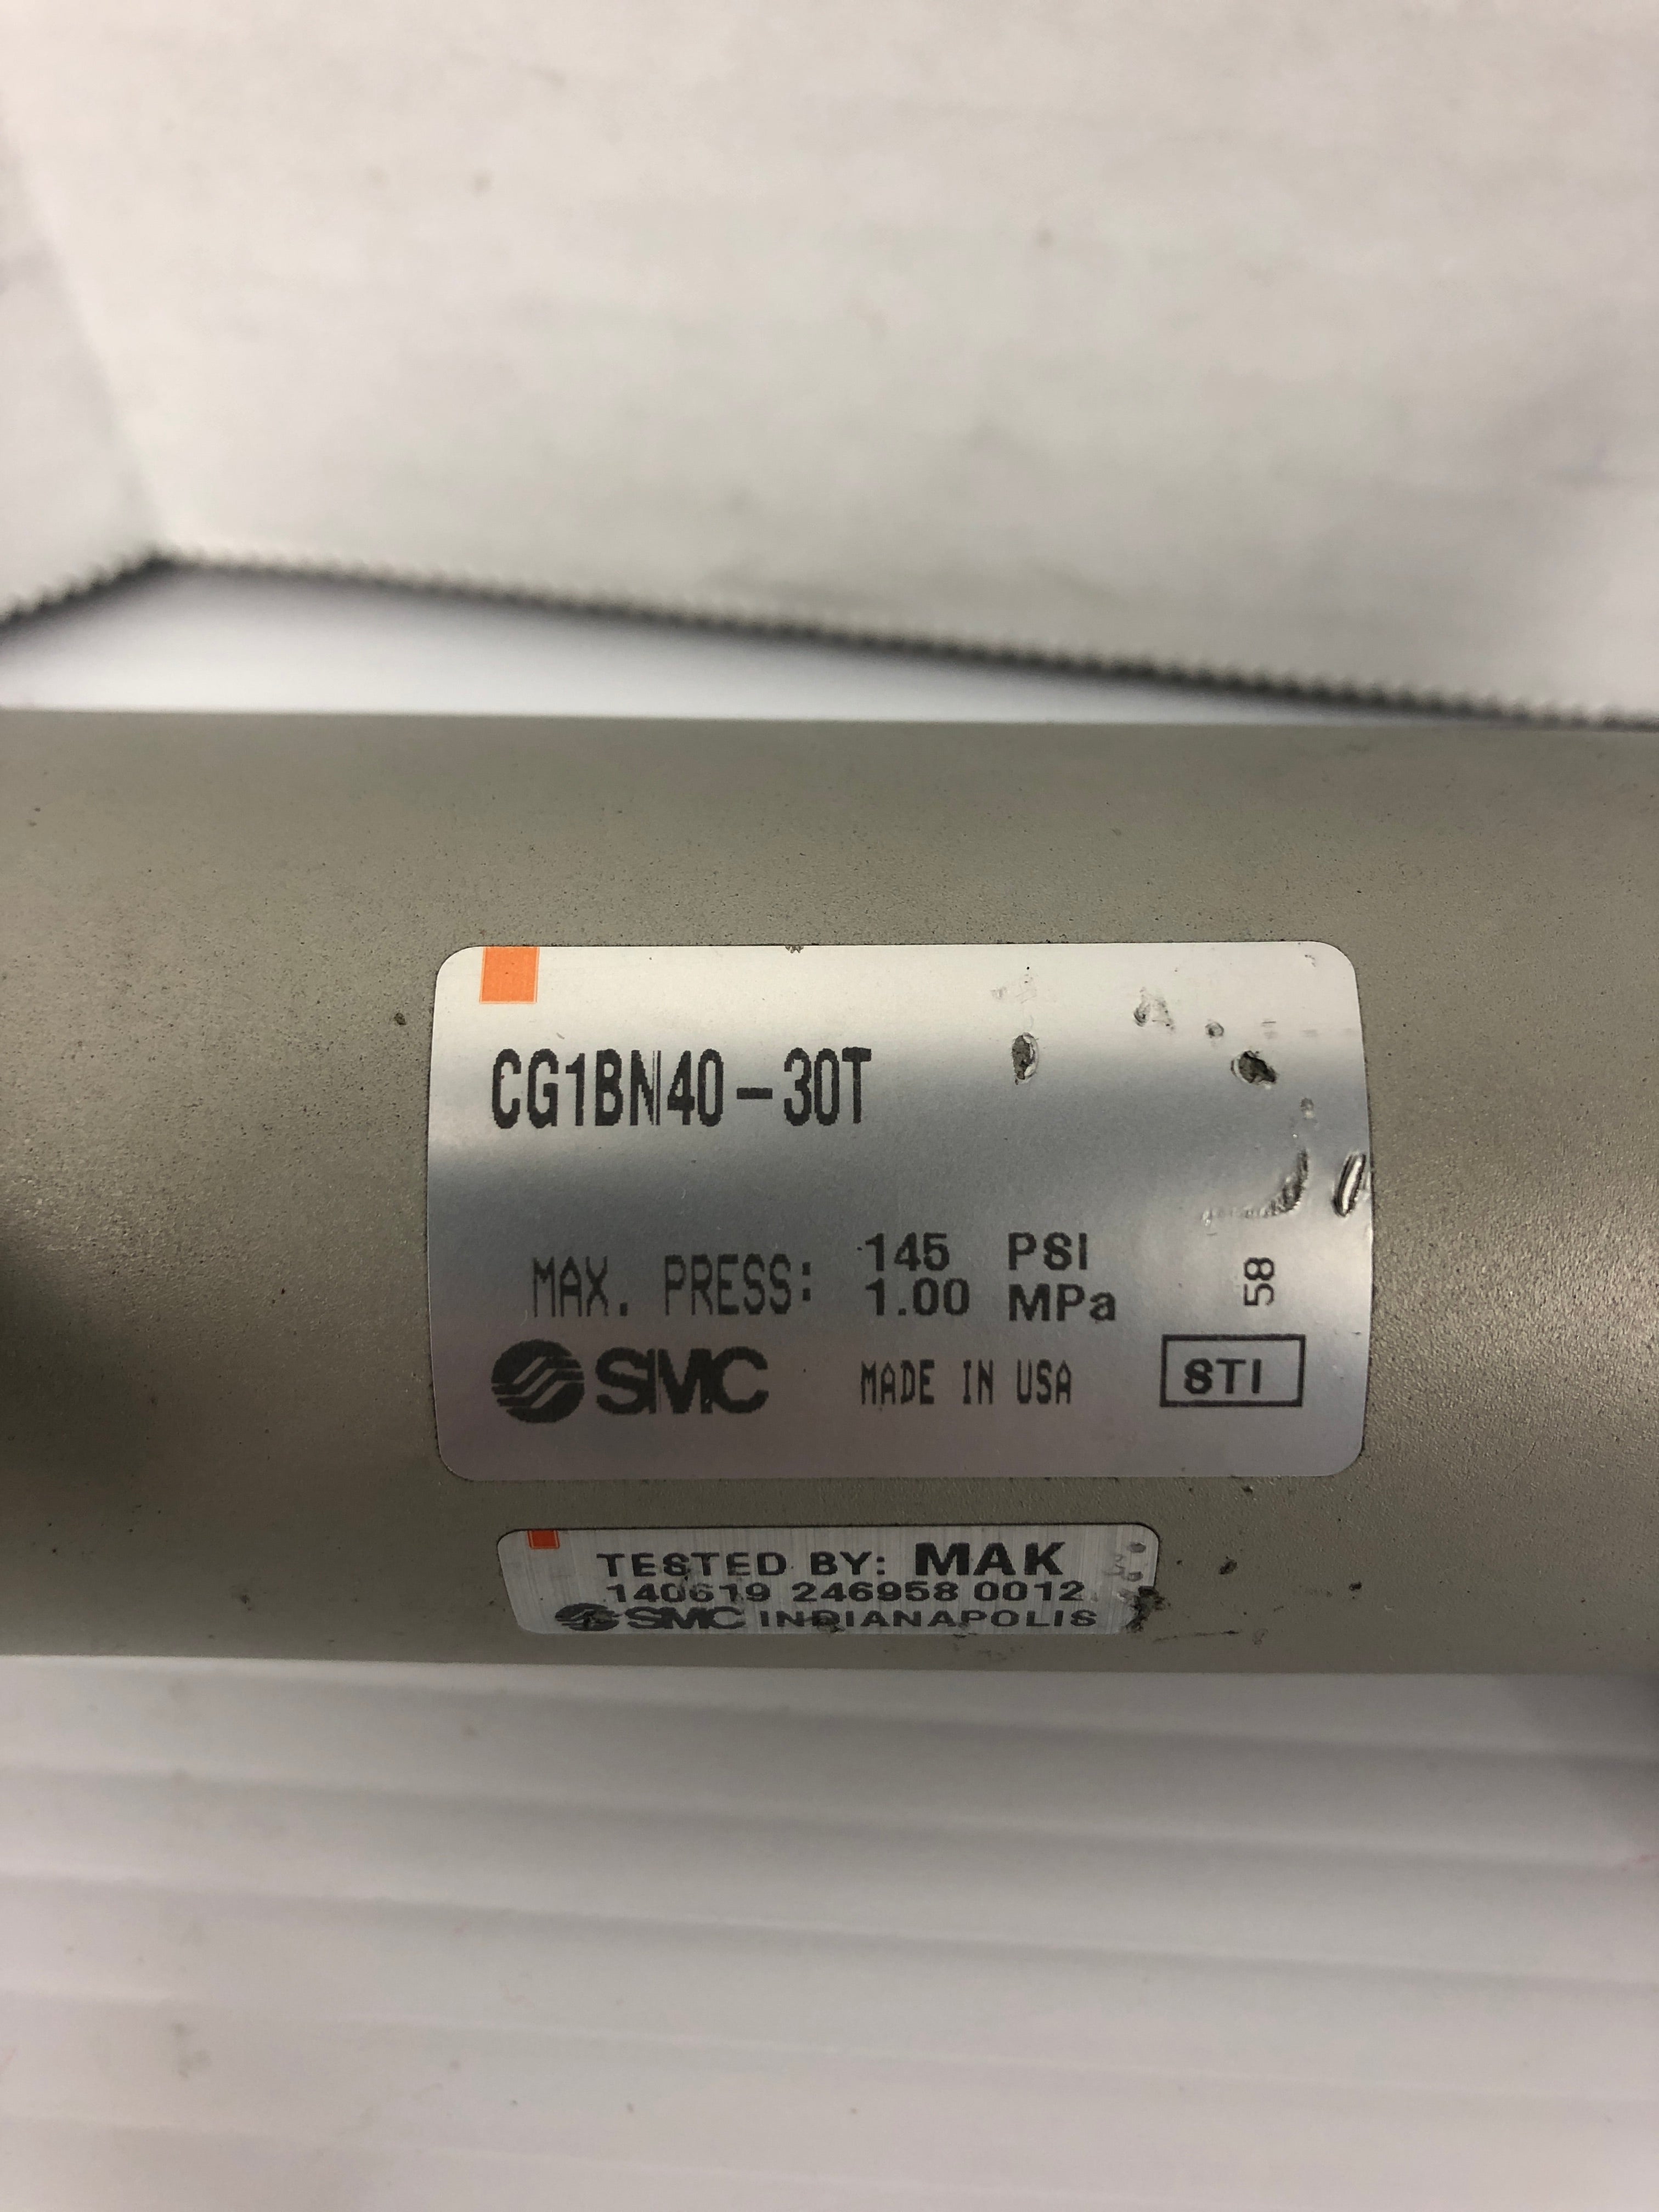 CG1BN40-30T
MAX. PRESS: 145 PSI
1.00 MPa
58
SMC MADE IN USA STI
TESTED BY: MAK
140619 246958 0012
SMC INDIANAPOLIS